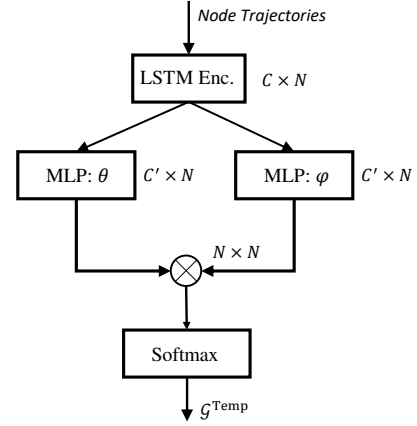 Node Trajectories
LSTM Enc. C × N
MLP: θ C′ × N MLP: φ C′ × N
N × N
Softmax
𝒢^Temp